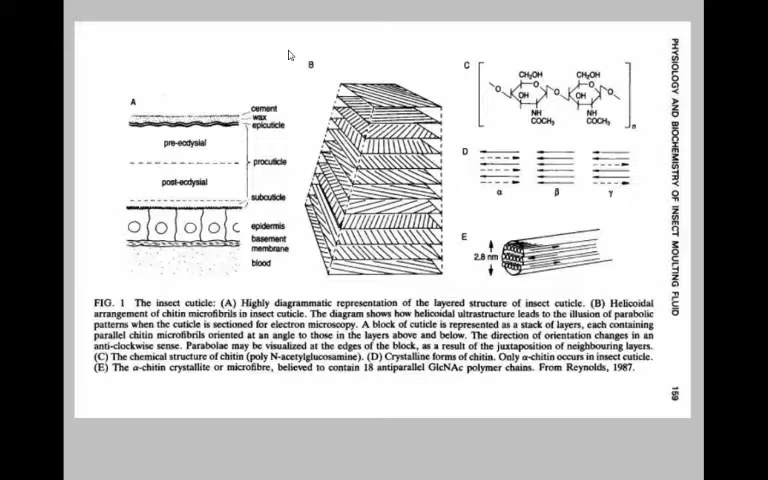 A
cement
wax
epicuticle
pre-ecdysial
procuticle
post-ecdysial
subcuticle
epidermis
basement
membrane
blood
B
C
CH₂OH
CH₂OH
O
O
O
O
O
OH
OH
NH
NH
COCH₃
COCH₃
n
D
α
β
γ
E
2.8 nm
FIG. 1 The insect cuticle: (A) Highly diagrammatic representation of the layered structure of insect cuticle. (B) Helicoidal
arrangement of chitin microfibrils in insect cuticle. The diagram shows how helicoidal ultrastructure leads to the illusion of parabolic
patterns when the cuticle is sectioned for electron microscopy. A block of cuticle is represented as a stack of layers, each containing
parallel chitin microfibrils oriented at an angle to those in the layers above and below. The direction of orientation changes in an
anti-clockwise sense. Parabolae may be visualized at the edges of the block, as a result of the juxtaposition of neighbouring layers.
(C) The chemical structure of chitin (poly N-acetylglucosamine). (D) Crystalline forms of chitin. Only α-chitin occurs in insect cuticle.
(E) The α-chitin crystallite or microfibre, believed to contain 18 antiparallel GlcNAc polymer chains. From Reynolds, 1987.
PHYSIOLOGY AND BIOCHEMISTRY OF INSECT MOULTING FLUID
159